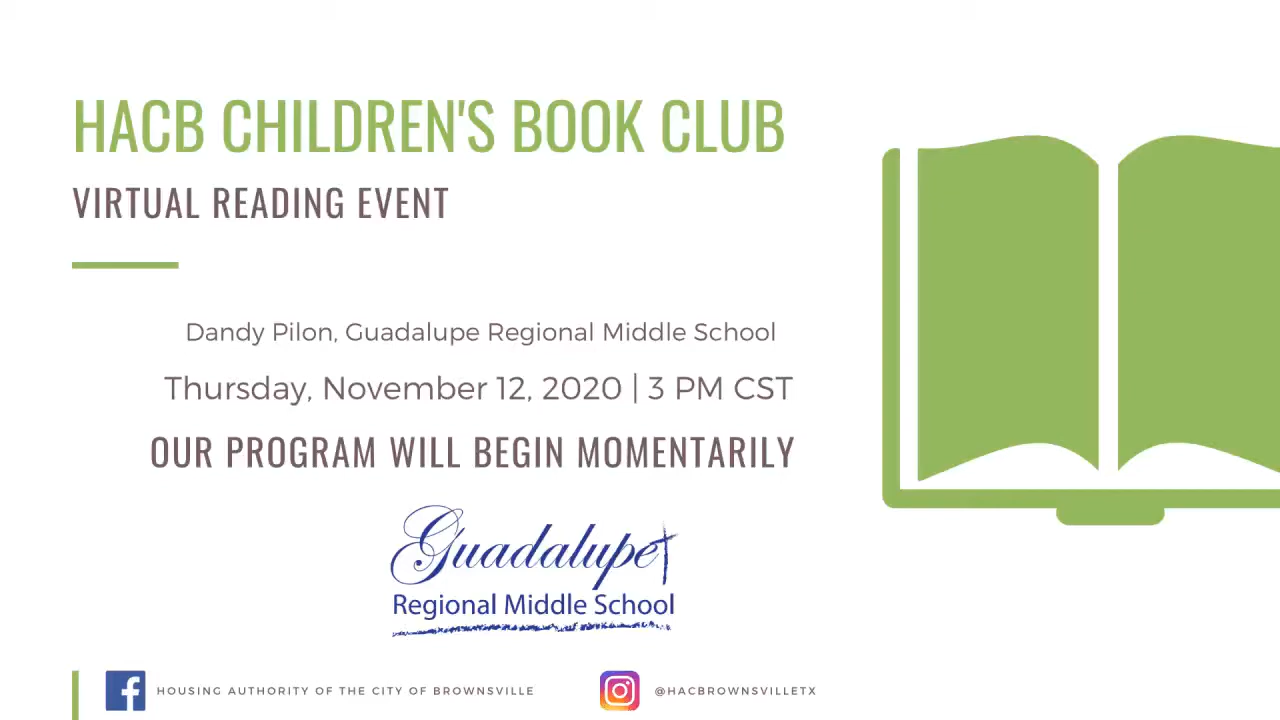 HACB CHILDREN'S BOOK CLUB
VIRTUAL READING EVENT
Dandy Pilon, Guadalupe Regional Middle School
Thursday, November 12, 2020 | 3 PM CST
OUR PROGRAM WILL BEGIN MOMENTARILY
Guadalupe
Regional Middle School
HOUSING AUTHORITY OF THE CITY OF BROWNSVILLE
@HACBROWNSVILLETX